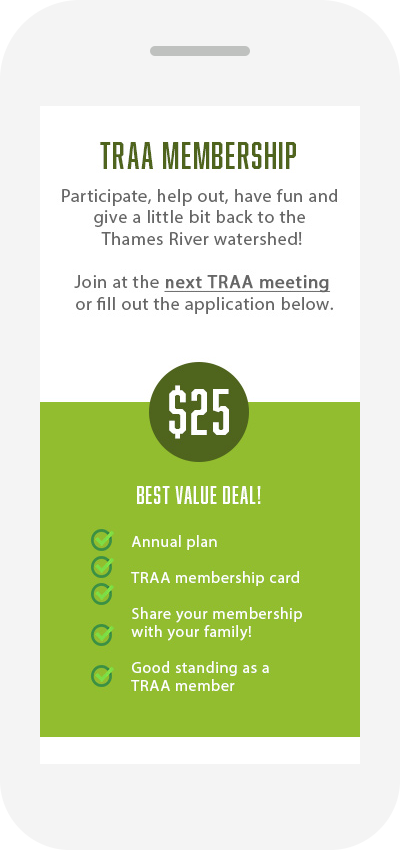 TRAA MEMBERSHIP
Participate, help out, have fun and
give a little bit back to the
Thames River watershed!
Join at the next TRAA meeting
or fill out the application below.
$25
BEST VALUE DEAL!
Annual plan
TRAA membership card
Share your membership
with your family!
Good standing as a
TRAA member